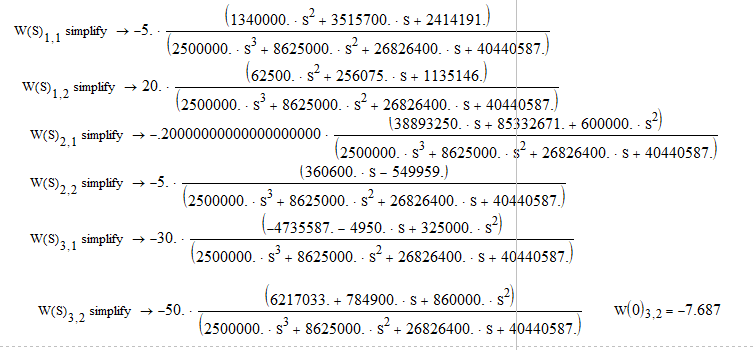 W(S)1,1 simplify → −5. · (1340000. · s² + 3515700. · s + 2414191.) / (2500000. · s³ + 8625000. · s² + 26826400. · s + 40440587.)
W(S)1,2 simplify → 20. · (62500. · s² + 256075. · s + 1135146.) / (2500000. · s³ + 8625000. · s² + 26826400. · s + 40440587.)
W(S)2,1 simplify → −.20000000000000000000 · (38893250. · s + 85332671. + 600000. · s²) / (2500000. · s³ + 8625000. · s² + 26826400. · s + 40440587.)
W(S)2,2 simplify → −5. · (360600. · s − 549959.) / (2500000. · s³ + 8625000. · s² + 26826400. · s + 40440587.)
W(S)3,1 simplify → −30. · (−4735587. − 4950. · s + 325000. · s²) / (2500000. · s³ + 8625000. · s² + 26826400. · s + 40440587.)
W(S)3,2 simplify → −50. · (6217033. + 784900. · s + 860000. · s²) / (2500000. · s³ + 8625000. · s² + 26826400. · s + 40440587.) W(0)3,2 = −7.687